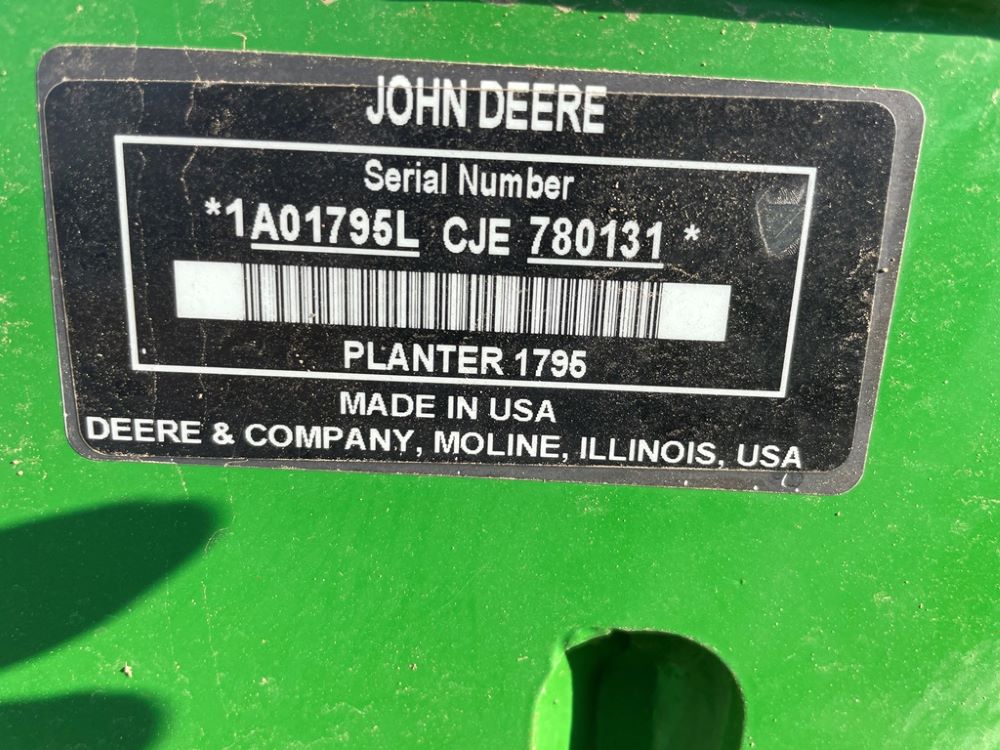 JOHN DEERE
Serial Number
*1A01795L CJE 780131 *
PLANTER 1795
MADE IN USA
DEERE & COMPANY, MOLINE, ILLINOIS, USA